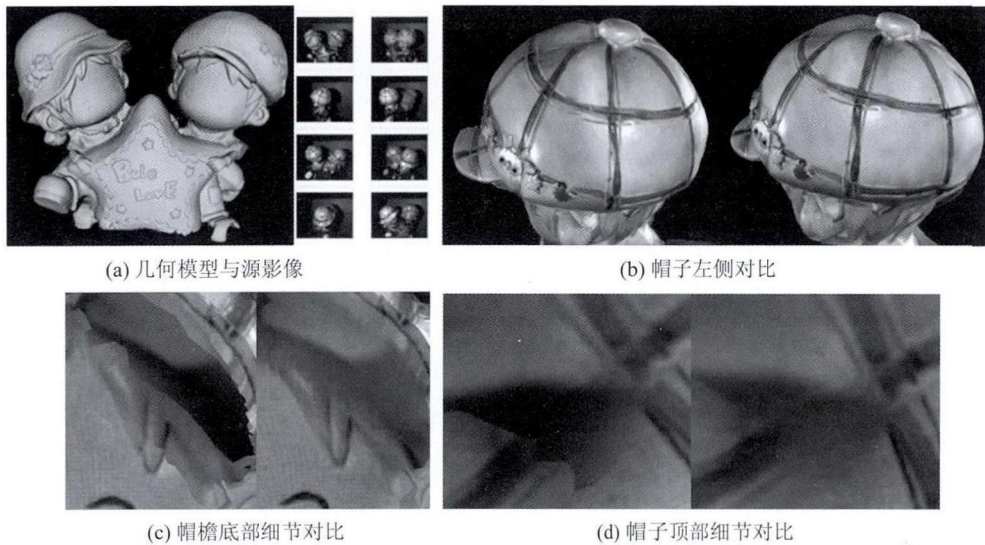 Bulo
LovE
(a) 几何模型与源影像
(b) 帽子左侧对比
(c) 帽檐底部细节对比
(d) 帽子顶部细节对比